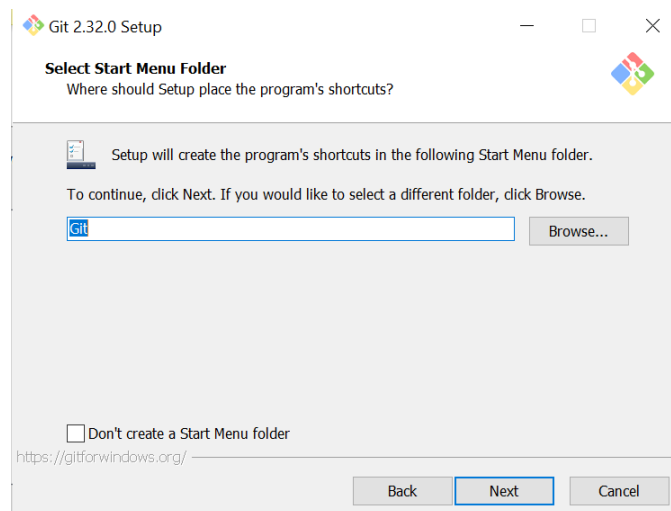 Git 2.32.0 Setup
Select Start Menu Folder
Where should Setup place the program's shortcuts?
Setup will create the program's shortcuts in the following Start Menu folder.
To continue, click Next. If you would like to select a different folder, click Browse.
Git
Browse...
Don't create a Start Menu folder
https://gitforwindows.org/
Back
Next
Cancel